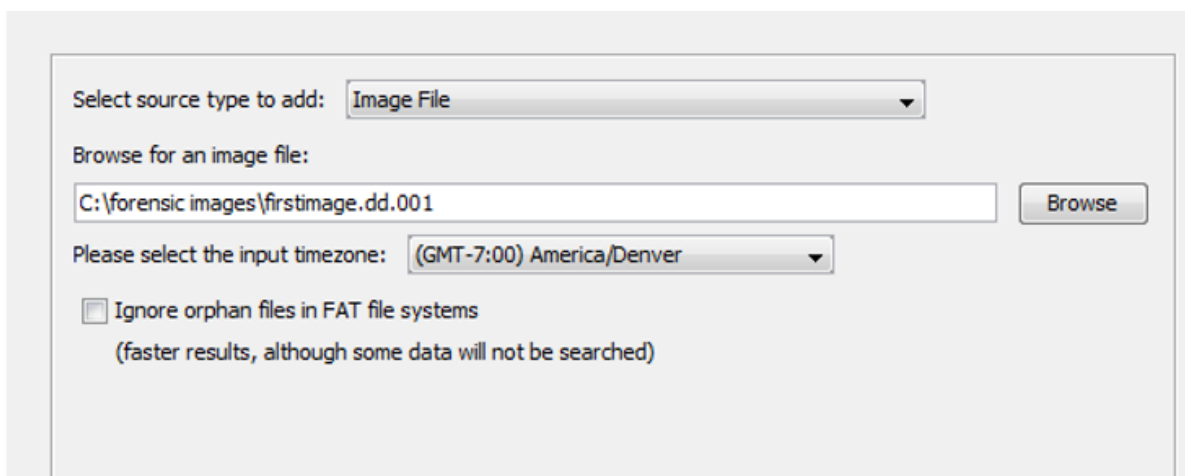 Select source type to add: Image File
Browse for an image file:
C:\forensic images\firstimage.dd.001 Browse
Please select the input timezone: (GMT-7:00) America/Denver
Ignore orphan files in FAT file systems
(faster results, although some data will not be searched)